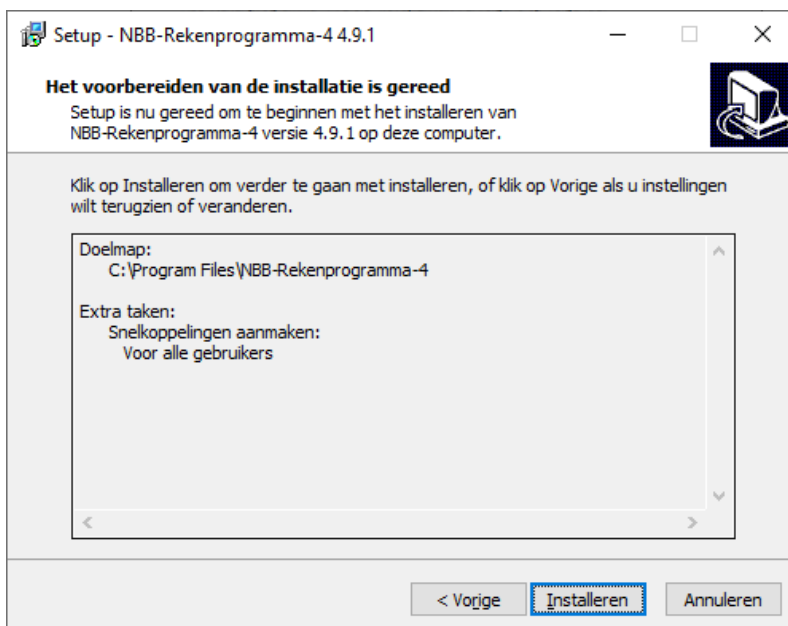 Setup - NBB-Rekenprogramma-4 4.9.1
Het voorbereiden van de installatie is gereed
Setup is nu gereed om te beginnen met het installeren van
NBB-Rekenprogramma-4 versie 4.9.1 op deze computer.
Klik op Installeren om verder te gaan met installeren, of klik op Vorige als u instellingen
wilt terugzien of veranderen.
Doelmap:
C:\Program Files\NBB-Rekenprogramma-4
Extra taken:
Snelkoppelingen aanmaken:
Voor alle gebruikers
< Vorige Installeren Annuleren